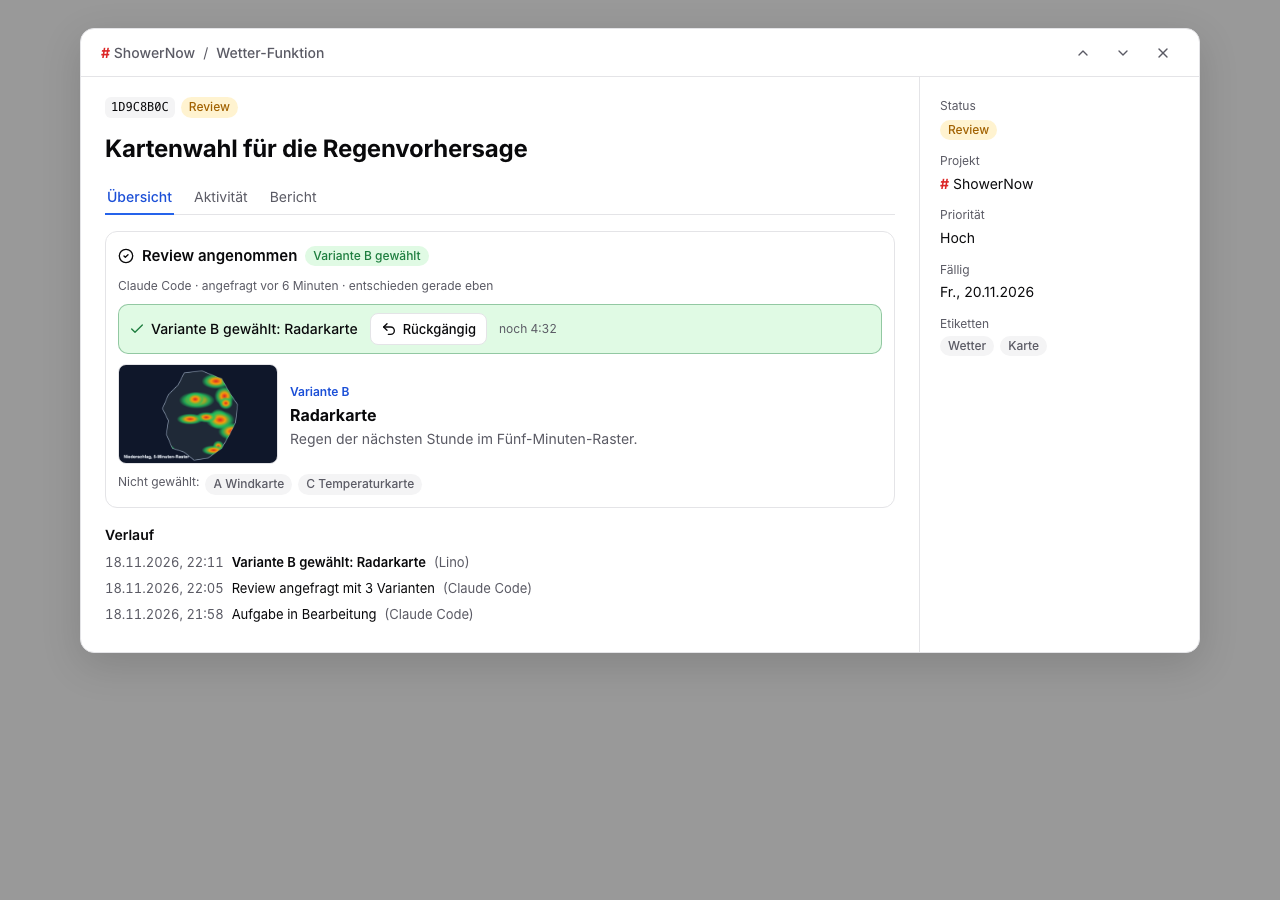 # ShowerNow / Wetter-Funktion
1D9C8B0C Review
Kartenwahl für die Regenvorhersage
Übersicht Aktivität Bericht
Review angenommen Variante B gewählt
Claude Code · angefragt vor 6 Minuten · entschieden gerade eben
Variante B gewählt: Radarkarte Rückgängig noch 4:32
Niederschlag, 5-Minuten-Raster
Variante B
Radarkarte
Regen der nächsten Stunde im Fünf-Minuten-Raster.
Nicht gewählt: A Windkarte C Temperaturkarte
Verlauf
18.11.2026, 22:11 Variante B gewählt: Radarkarte (Lino)
18.11.2026, 22:05 Review angefragt mit 3 Varianten (Claude Code)
18.11.2026, 21:58 Aufgabe in Bearbeitung (Claude Code)
Status
Review
Projekt
# ShowerNow
Priorität
Hoch
Fällig
Fr., 20.11.2026
Etiketten
Wetter Karte